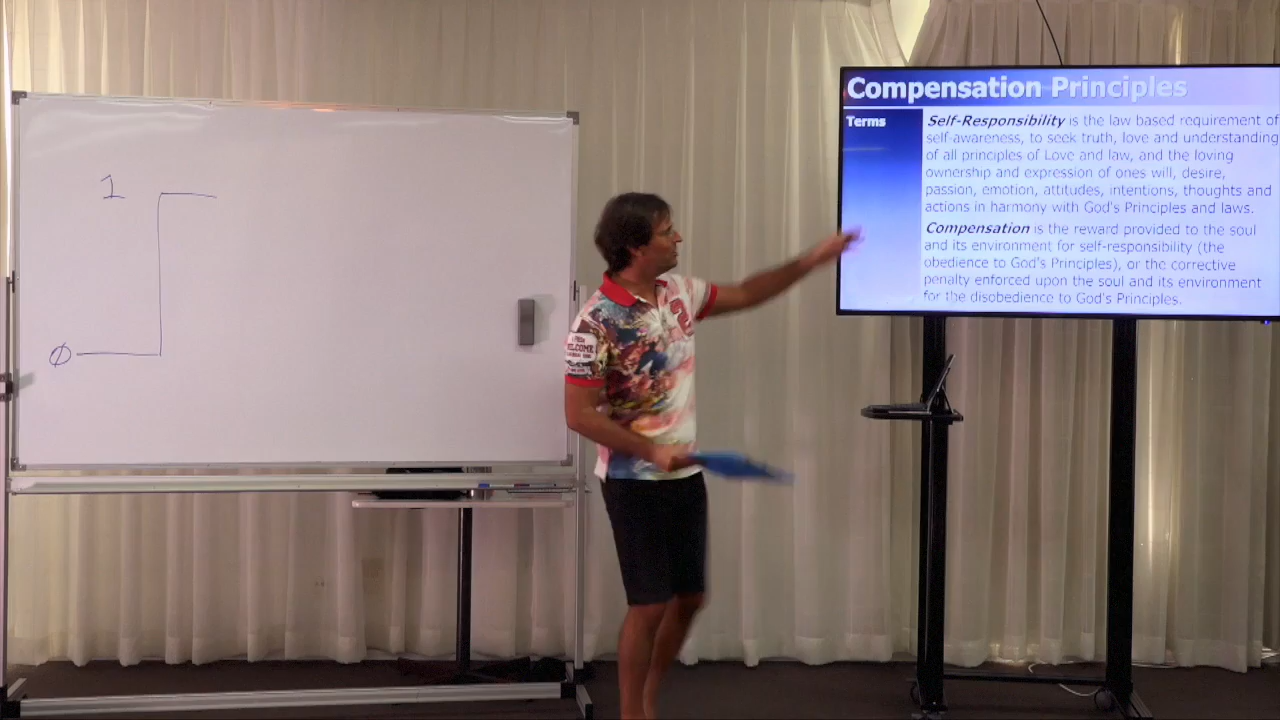 1
Ø
Compensation Principles
Terms
Self-Responsibility is the law based requirement of
self-awareness, to seek truth, love and understanding
of all principles of Love and law, and the loving
ownership and expression of ones will, desire,
passion, emotion, attitudes, intentions, thoughts and
actions in harmony with God's Principles and laws.
Compensation is the reward provided to the soul
and its environment for self-responsibility (the
obedience to God's Principles), or the corrective
penalty enforced upon the soul and its environment
for the disobedience to God's Principles.
2
WELCOME